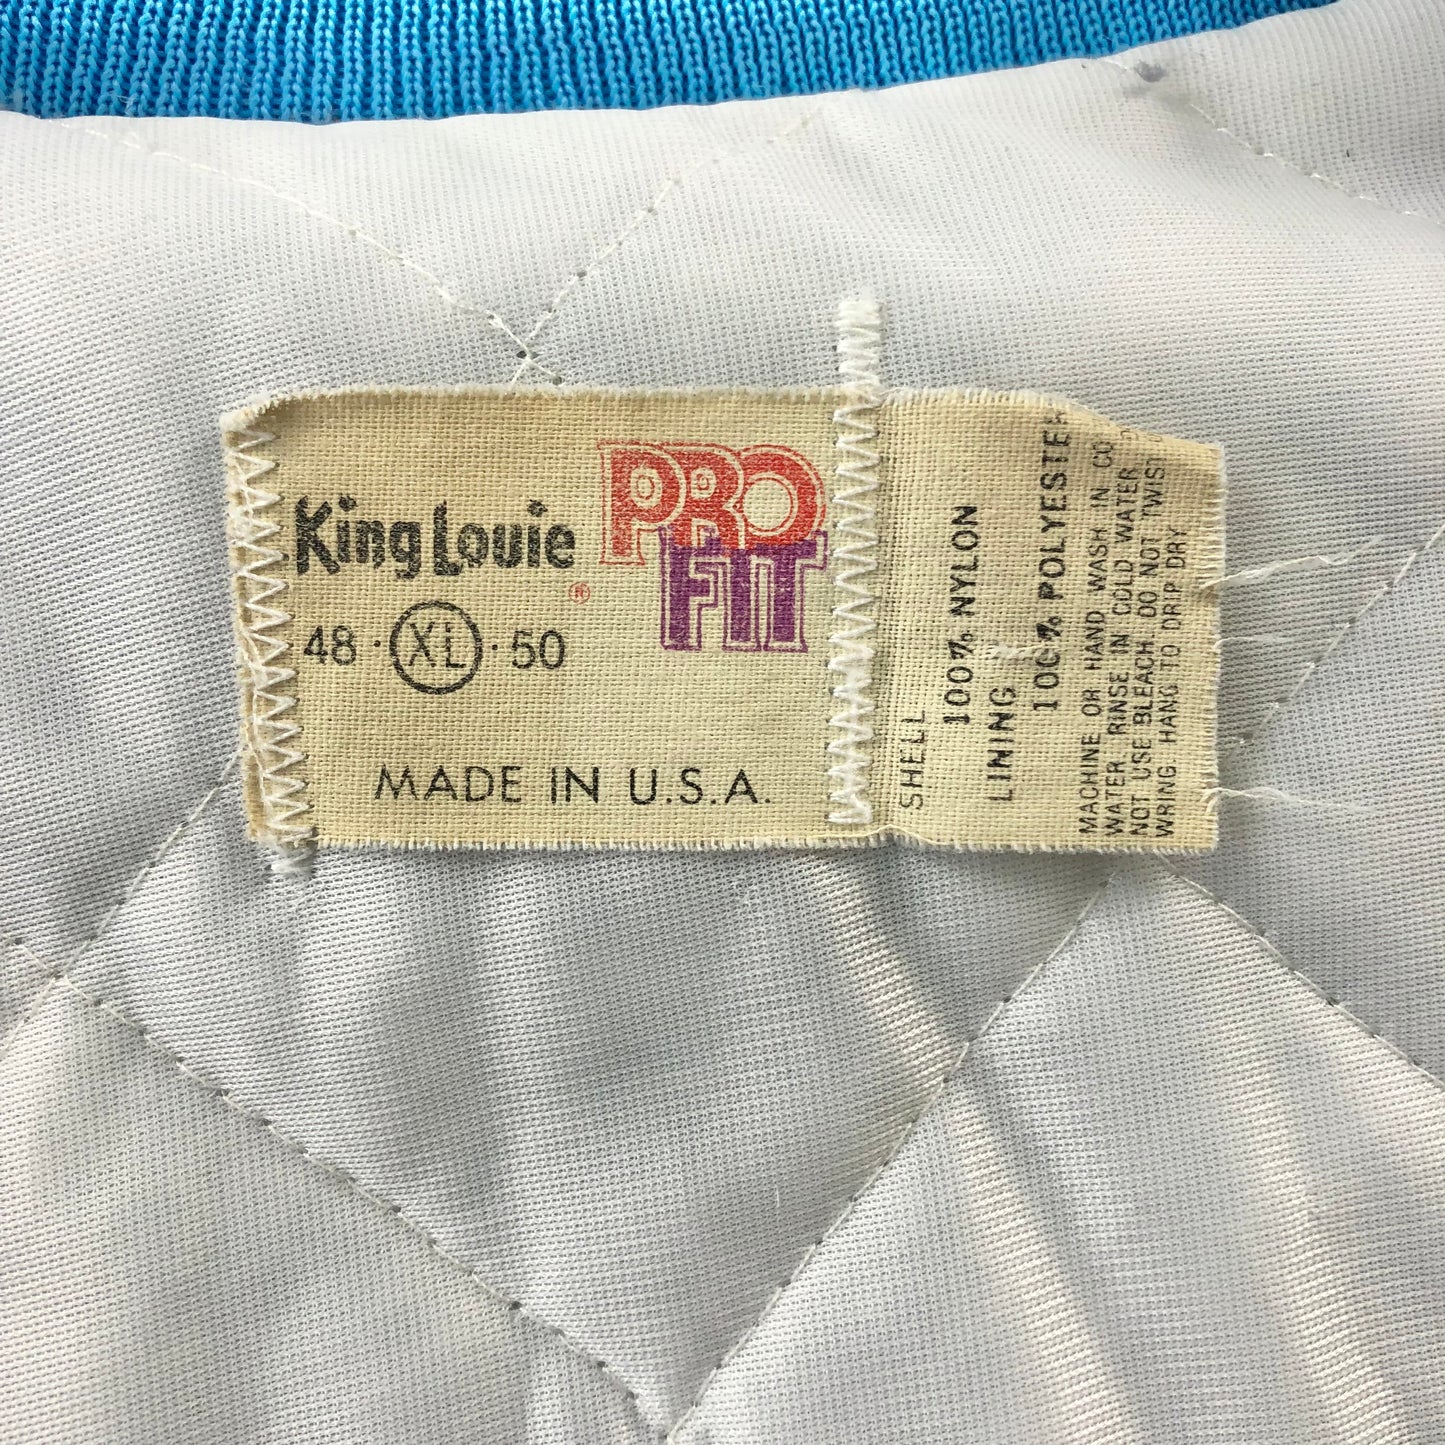 King Louie ®
PRO
FIT
48 · XL · 50
MADE IN U.S.A.
SHELL
100% NYLON
LINING
100% POLYESTER
MACHINE OR HAND WASH IN CO
WATER RINSE IN COLD WATER
NOT USE BLEACH. DO NOT TWIST
WRING HANG TO DRIP DRY